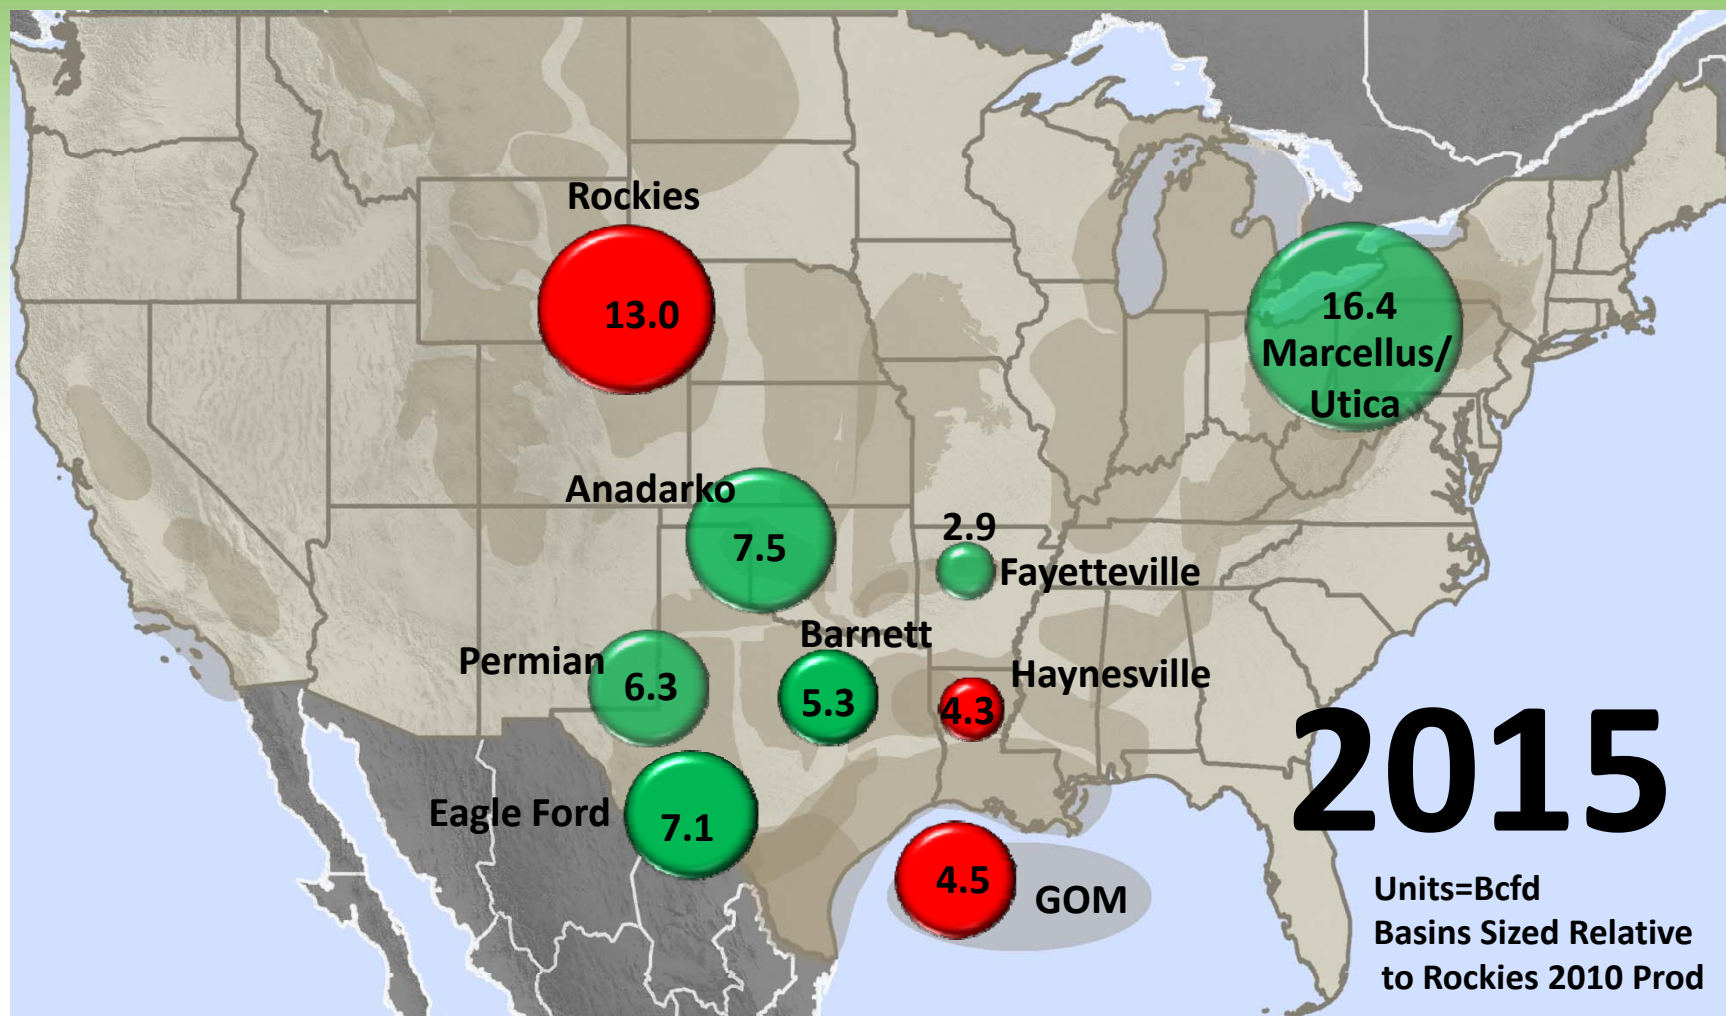 Rockies
13.0
16.4
Marcellus/
Utica
Anadarko
7.5
2.9
Fayetteville
Barnett
5.3
Permian
6.3
Haynesville
4.3
Eagle Ford
7.1
4.5
GOM
2015
Units=Bcfd
Basins Sized Relative
to Rockies 2010 Prod